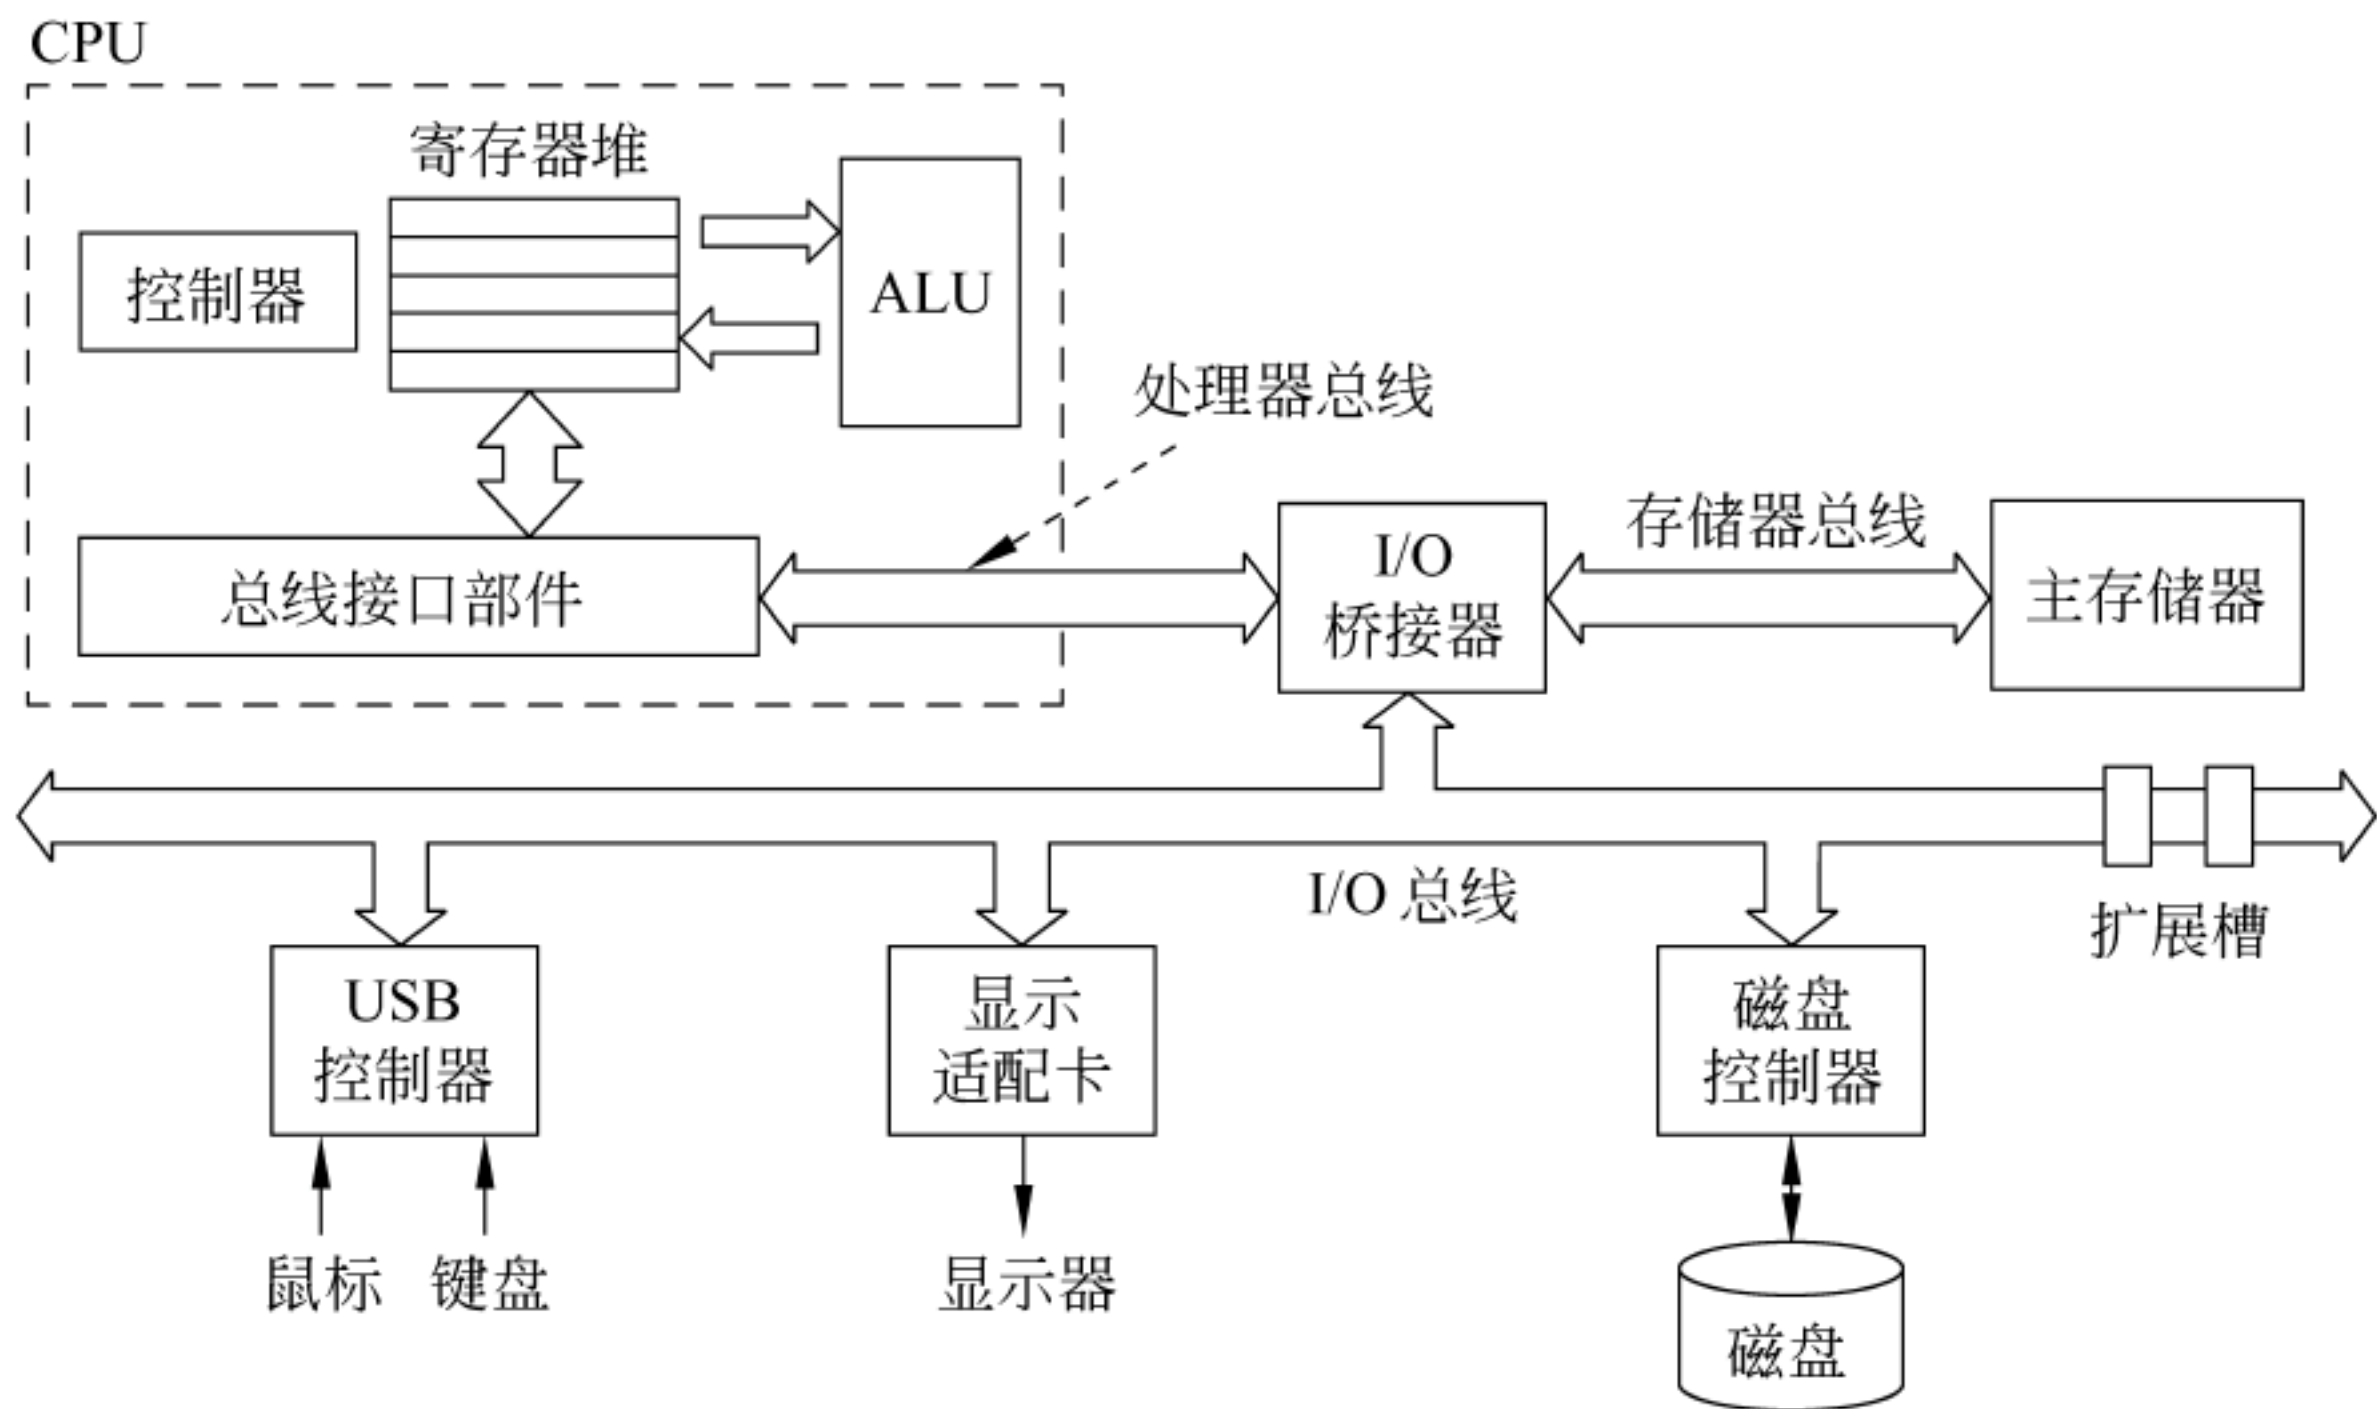 CPU
寄存器堆
控制器
ALU
处理器总线
总线接口部件
I/O
桥接器
存储器总线
主存储器
I/O 总线
扩展槽
USB
控制器
显示
适配卡
磁盘
控制器
鼠标
键盘
显示器
磁盘